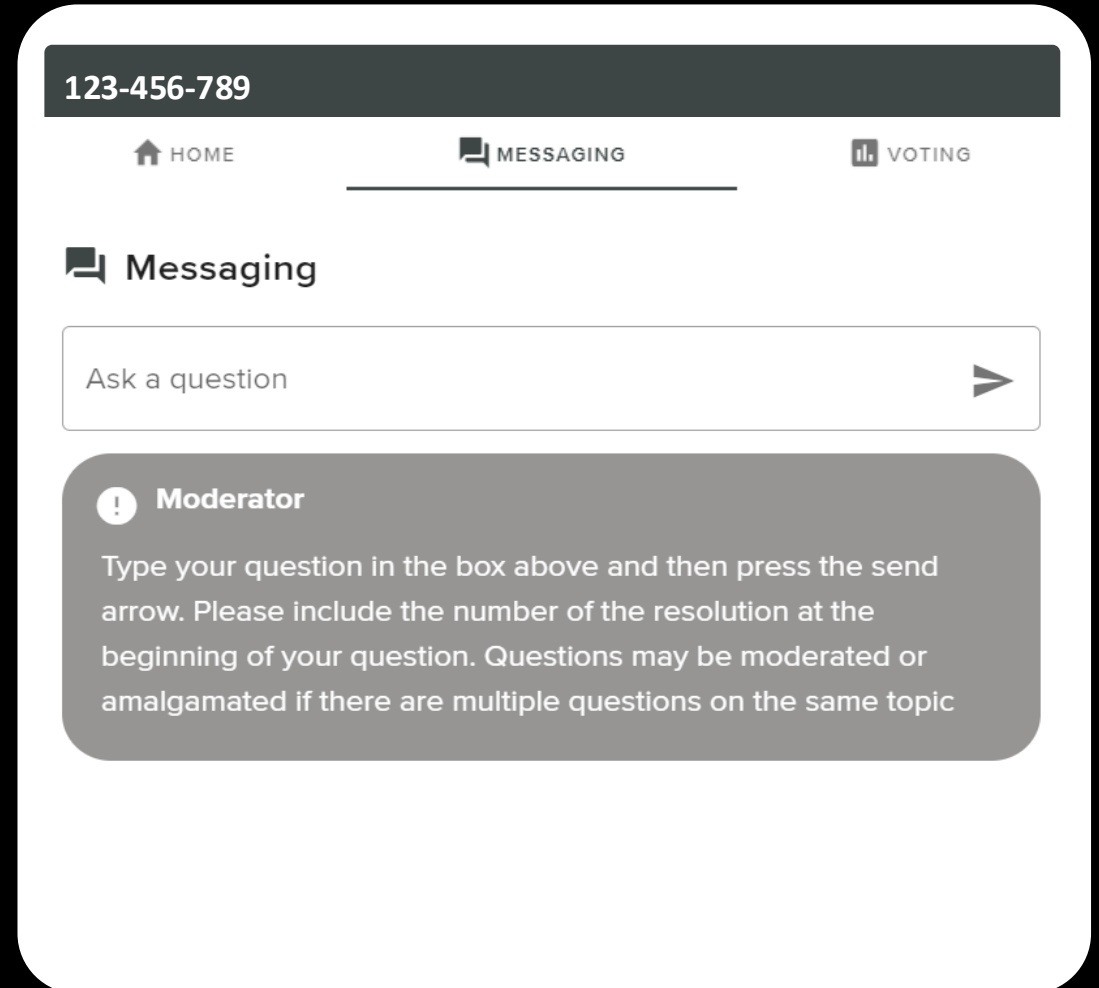 123-456-789
HOME
MESSAGING
VOTING
Messaging
Ask a question
! Moderator
Type your question in the box above and then press the send
arrow. Please include the number of the resolution at the
beginning of your question. Questions may be moderated or
amalgamated if there are multiple questions on the same topic